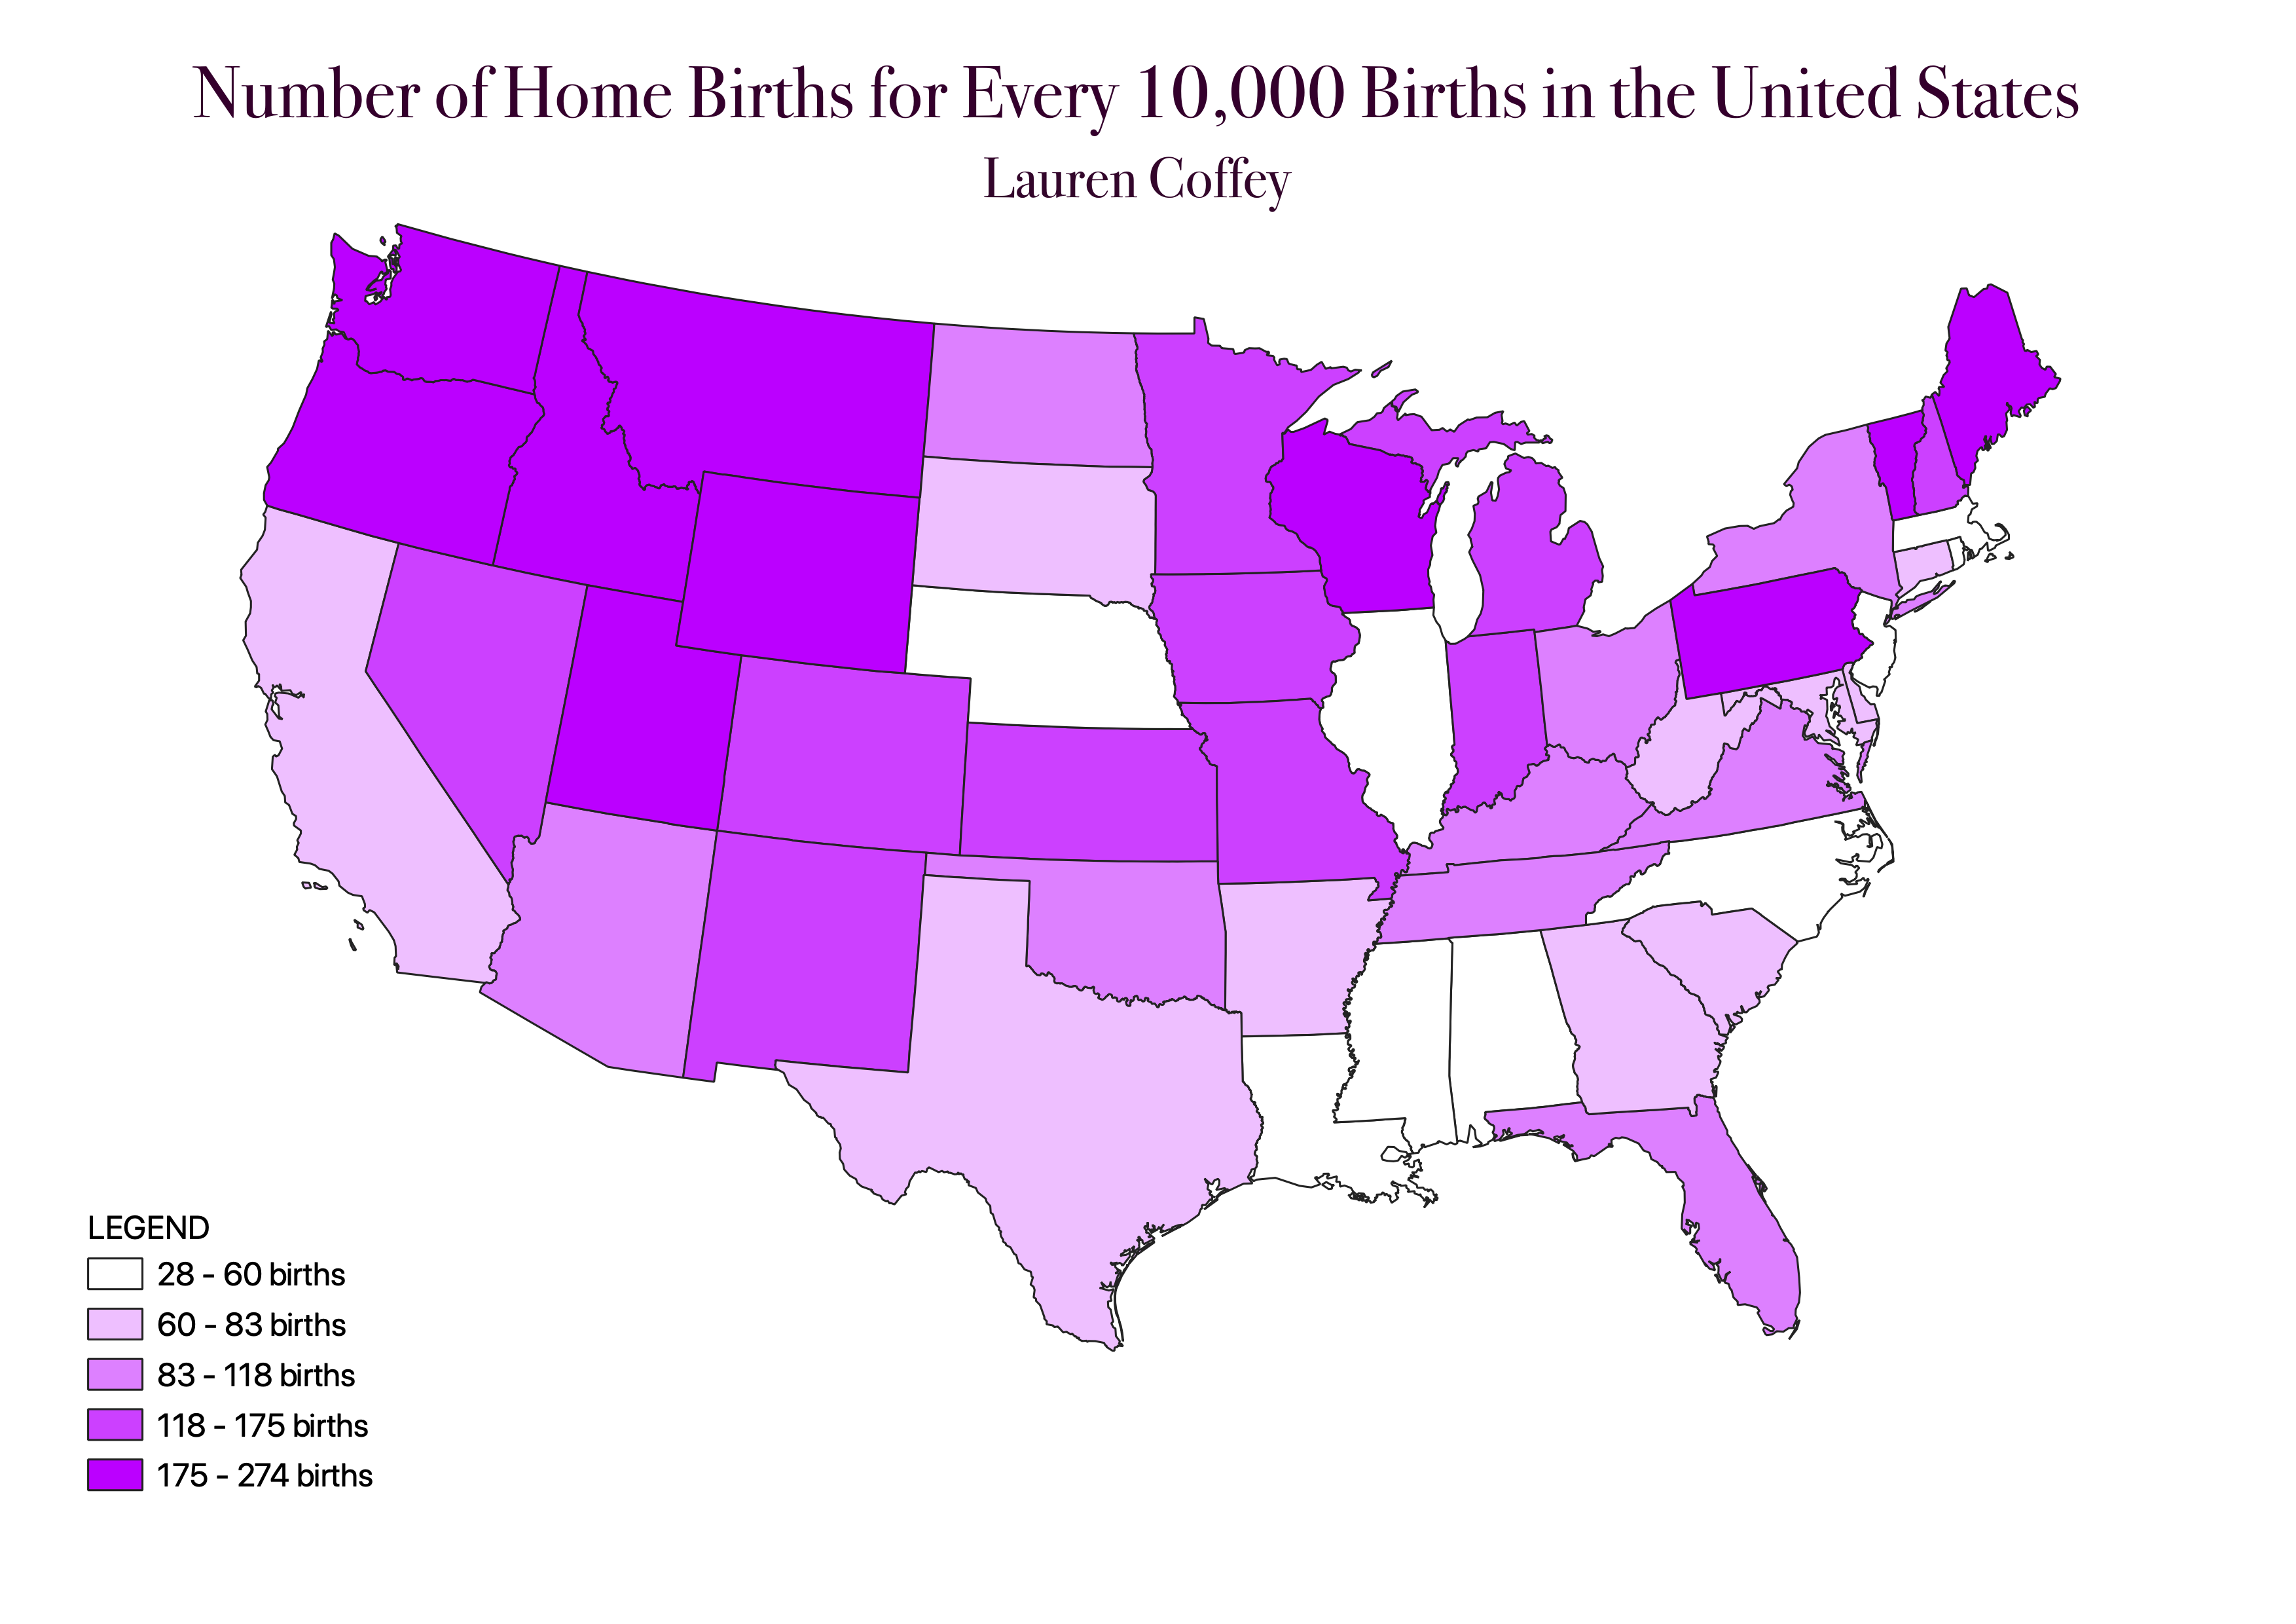 Number of Home Births for Every 10,000 Births in the United States
Lauren Coffey
LEGEND
28 - 60 births
60 - 83 births
83 - 118 births
118 - 175 births
175 - 274 births